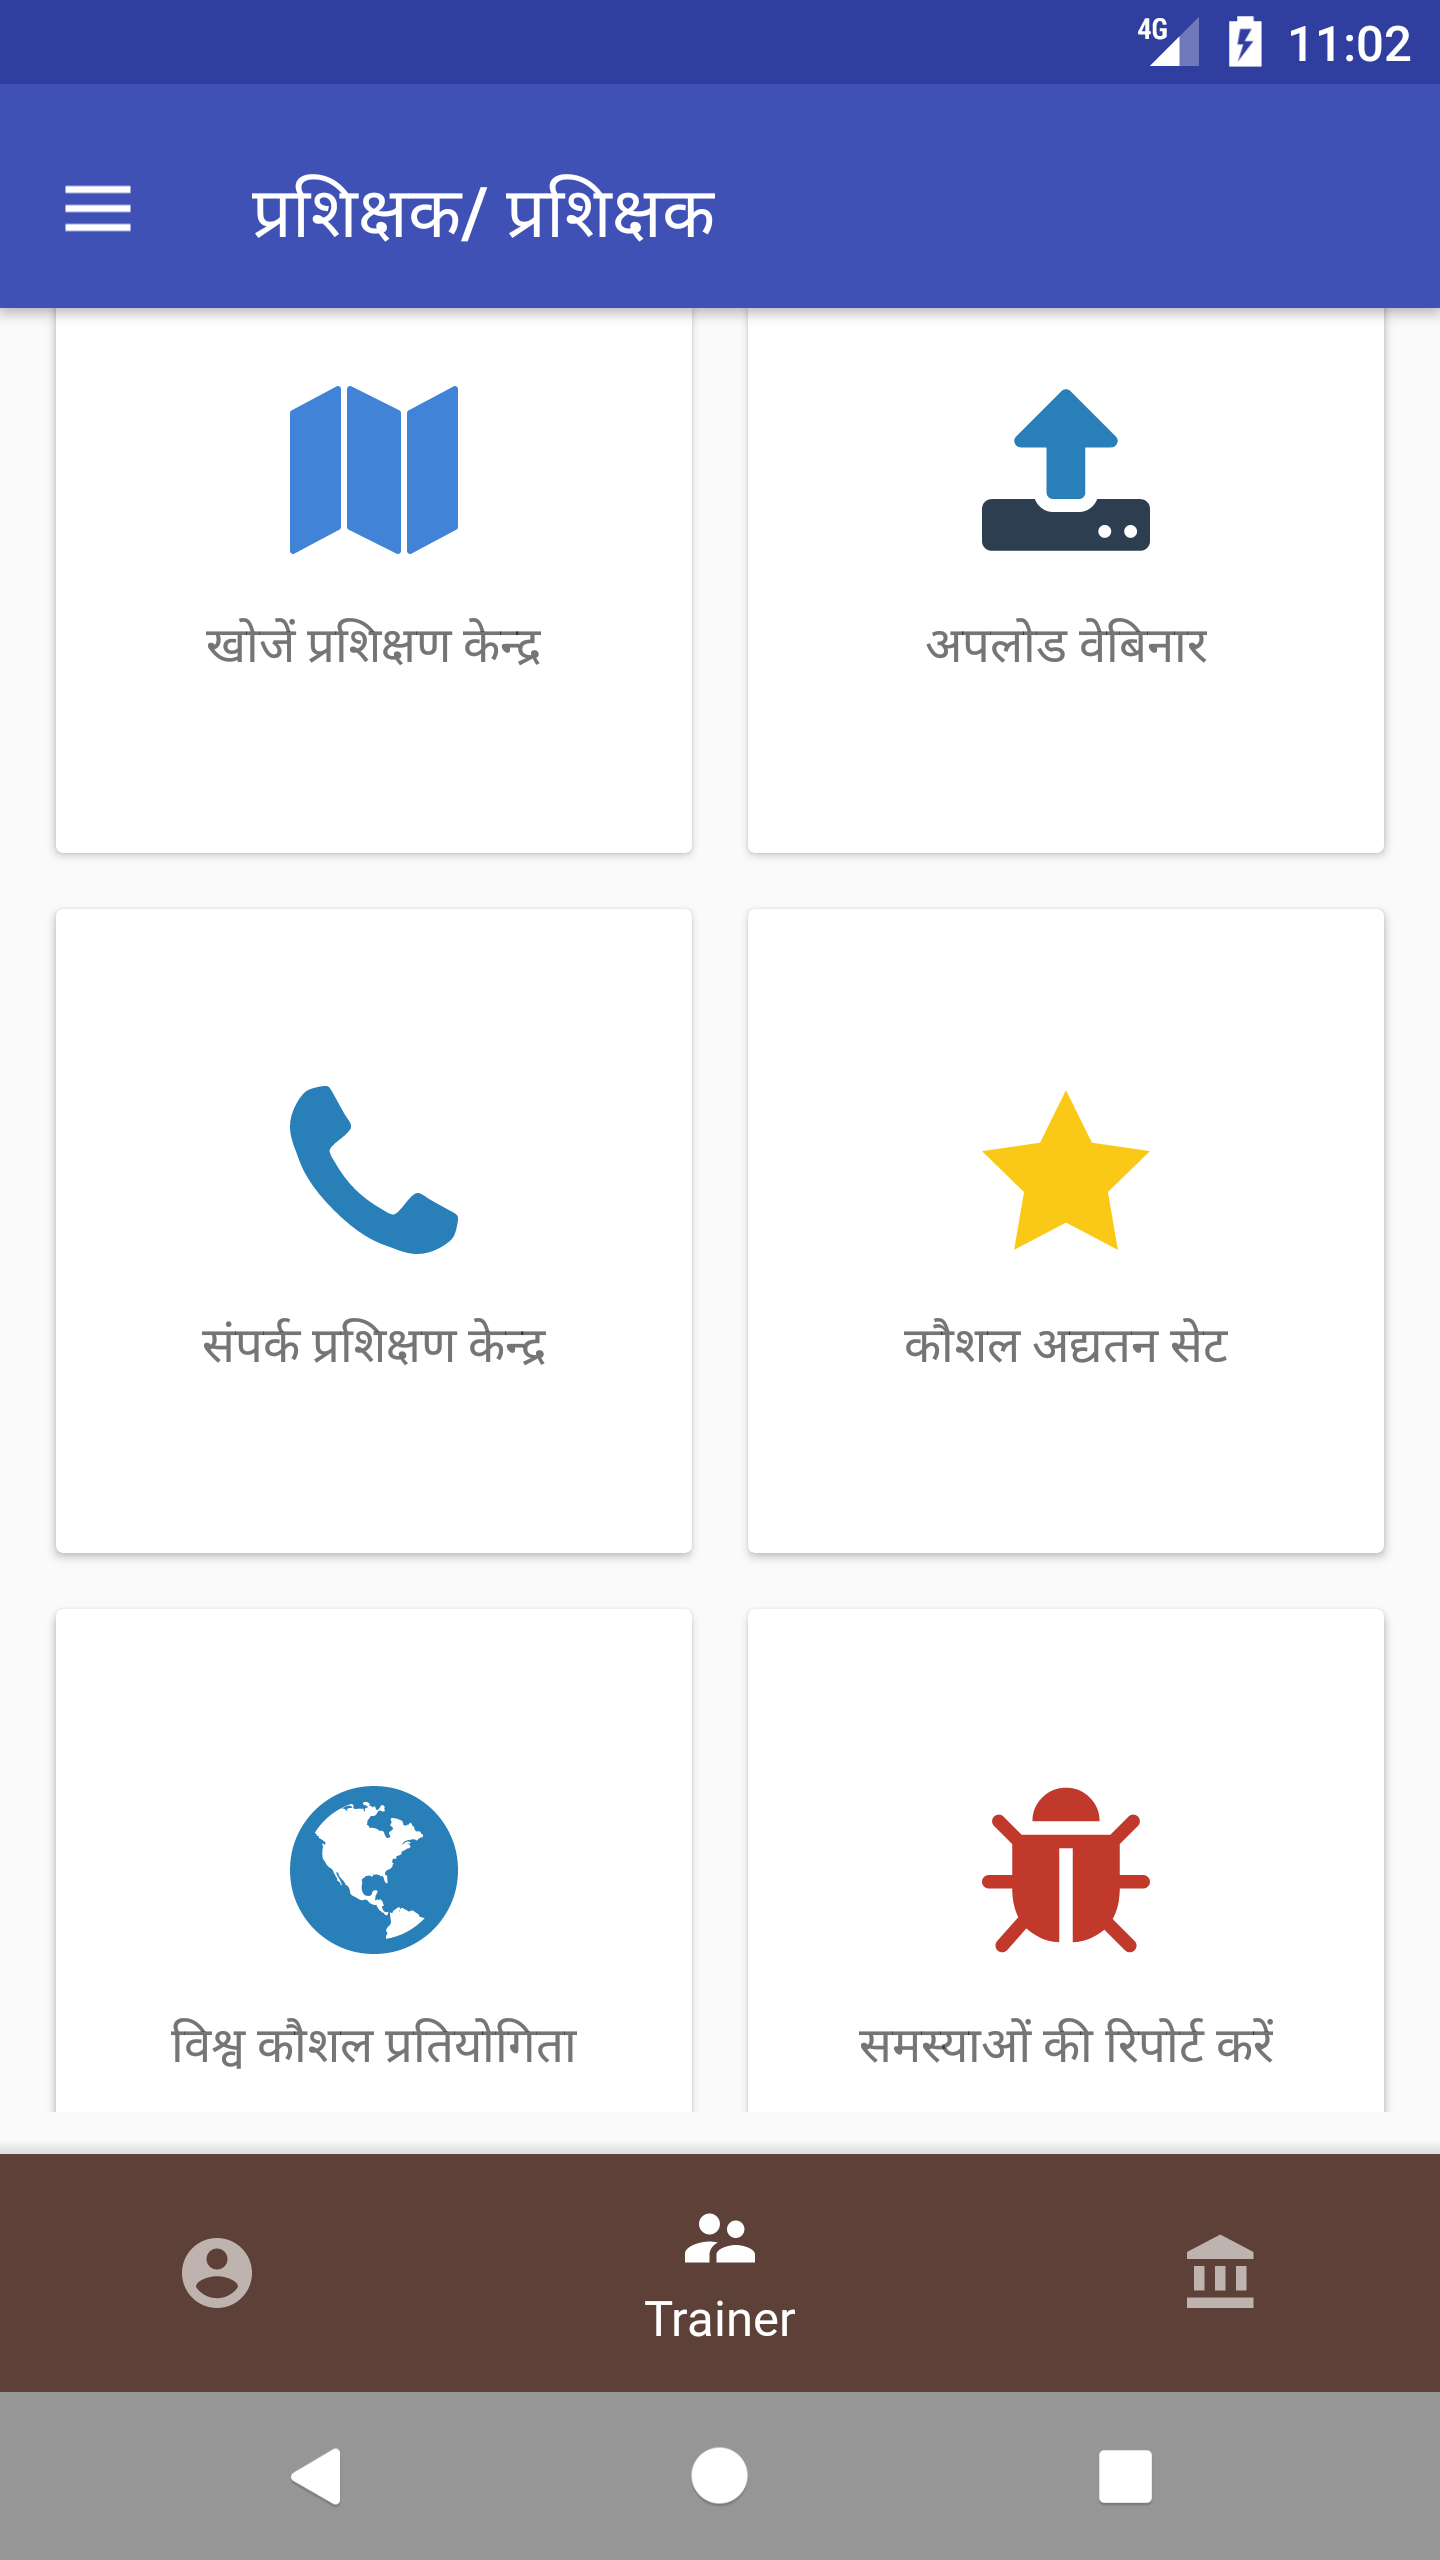 4G 11:02
प्रशिक्षक/ प्रशिक्षक
खोजें प्रशिक्षण केन्द्र
अपलोड वेबिनार
संपर्क प्रशिक्षण केन्द्र
कौशल अद्यतन सेट
विश्व कौशल प्रतियोगिता
समस्याओं की रिपोर्ट करें
Trainer